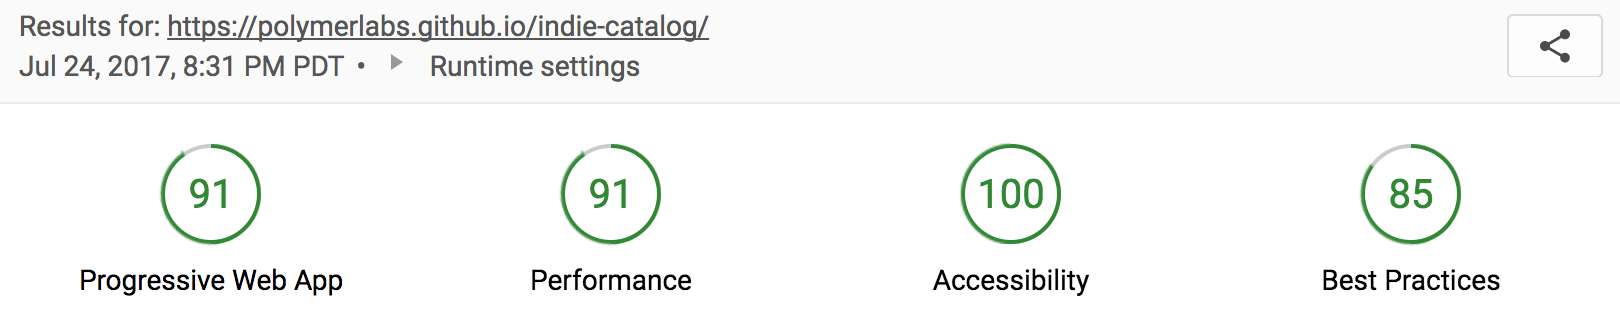 Results for: https://polymerlabs.github.io/indie-catalog/
Jul 24, 2017, 8:31 PM PDT • Runtime settings
91 91 100 85
Progressive Web App Performance Accessibility Best Practices